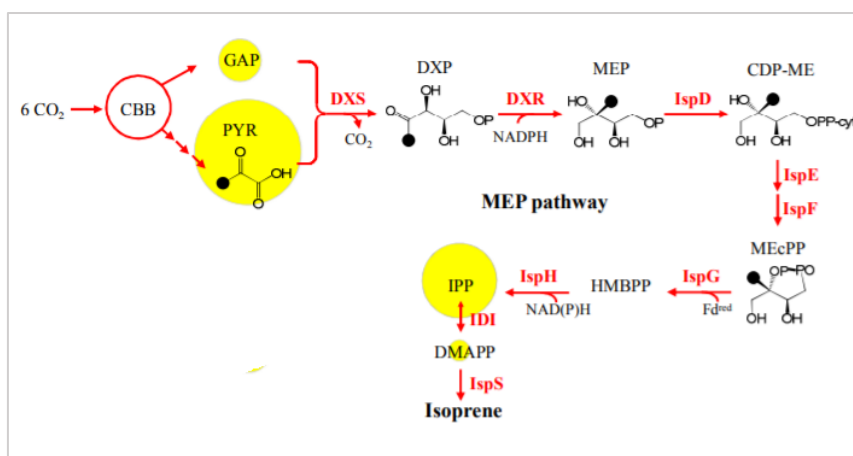 GAP
DXP
MEP
CDP-ME
6 CO₂
CBB
DXS
CO₂
DXR
NADPH
IspD
PYR
O
OH
O
OH
O
OH
OP
HO
OH
OH
OP
HO
OH
OH
OPP-cy
MEP pathway
IspE
IspF
MEcPP
OP
PO
OH
OH
IspG
Fdʳᵉᵈ
HMBPP
IspH
NAD(P)H
IPP
IDI
DMAPP
IspS
Isoprene